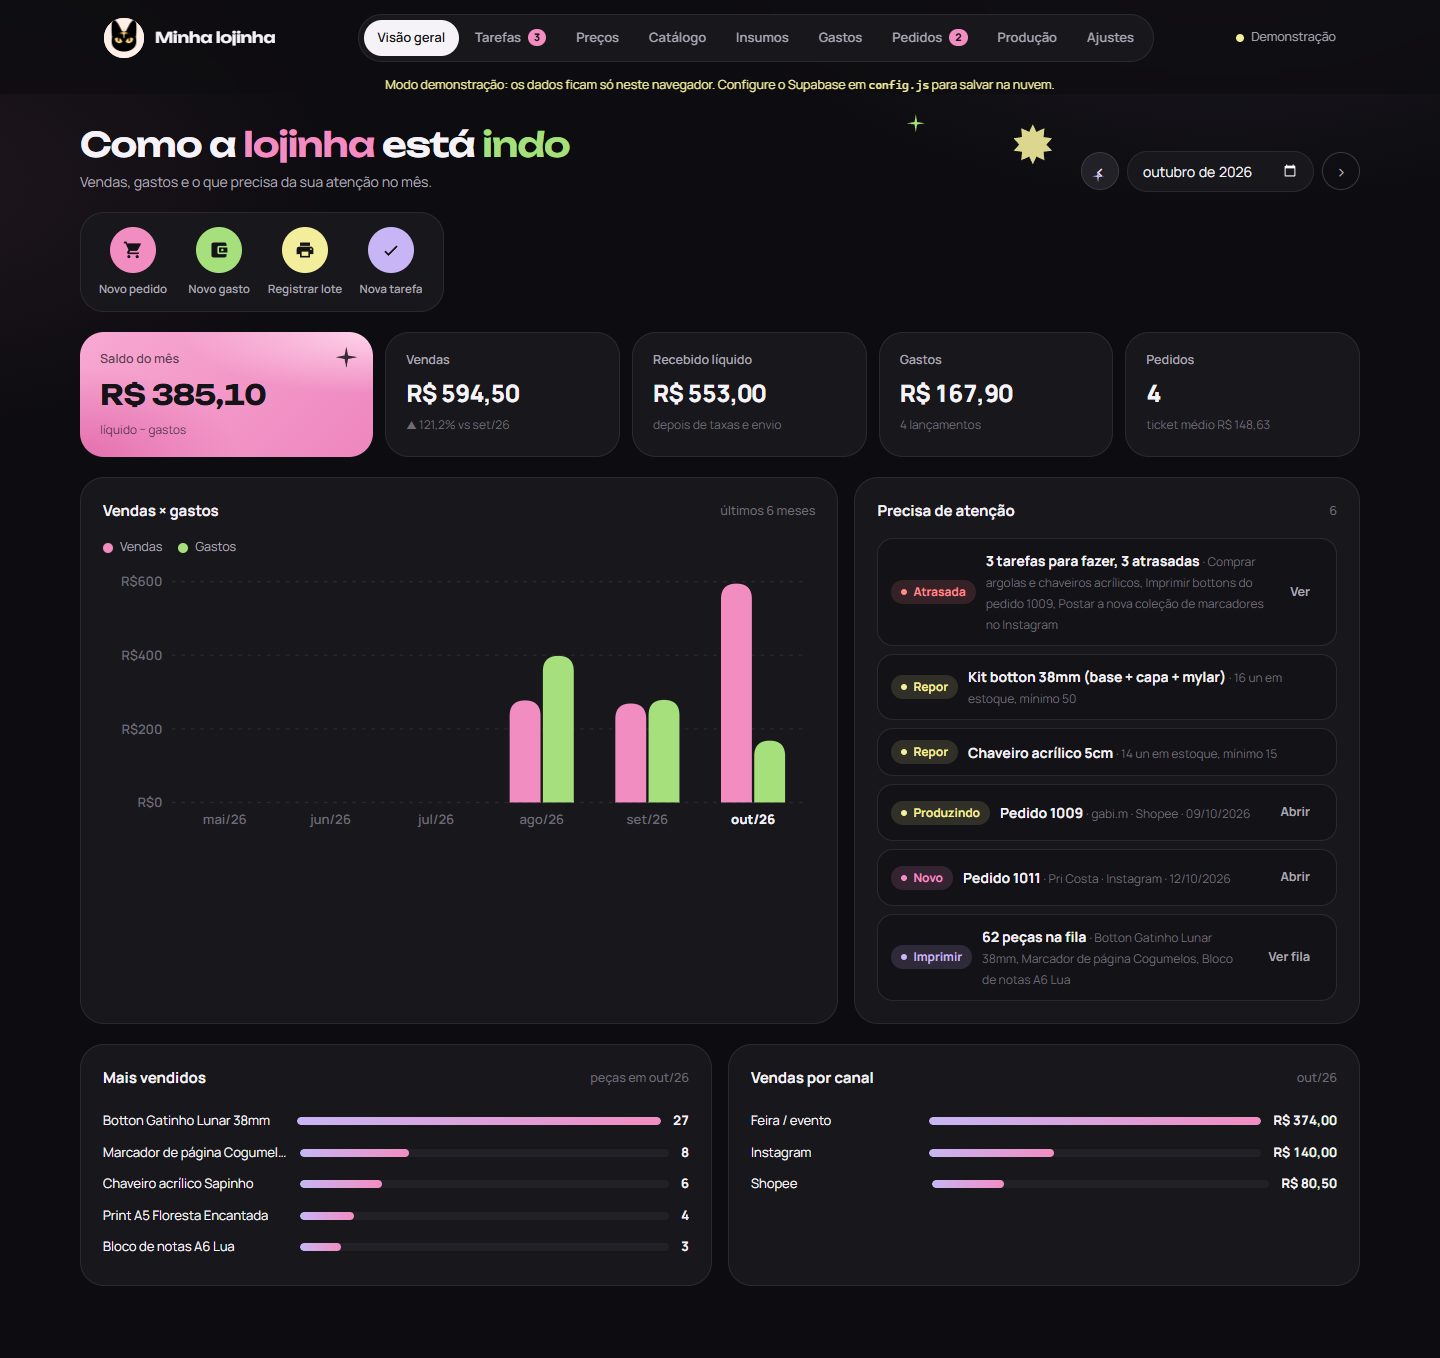 Minha lojinha
Visão geral
Tarefas 3
Preços
Catálogo
Insumos
Gastos
Pedidos 2
Produção
Ajustes
Demonstração
Modo demonstração: os dados ficam só neste navegador. Configure o Supabase em config.js para salvar na nuvem.
Como a lojinha está indo
Vendas, gastos e o que precisa da sua atenção no mês.
outubro de 2026
Novo pedido
Novo gasto
Registrar lote
Nova tarefa
Saldo do mês
R$ 385,10
líquido − gastos
Vendas
R$ 594,50
▲ 121,2% vs set/26
Recebido líquido
R$ 553,00
depois de taxas e envio
Gastos
R$ 167,90
4 lançamentos
Pedidos
4
ticket médio R$ 148,63
Vendas × gastos
últimos 6 meses
Vendas
Gastos
R$600
R$400
R$200
R$0
mai/26
jun/26
jul/26
ago/26
set/26
out/26
Precisa de atenção
6
Atrasada
3 tarefas para fazer, 3 atrasadas · Comprar
argolas e chaveiros acrílicos, Imprimir bottons do
pedido 1009, Postar a nova coleção de marcadores
no Instagram
Ver
Repor
Kit botton 38mm (base + capa + mylar) · 16 un em
estoque, mínimo 50
Repor
Chaveiro acrílico 5cm · 14 un em estoque, mínimo 15
Produzindo
Pedido 1009 · gabi.m · Shopee · 09/10/2026
Abrir
Novo
Pedido 1011 · Pri Costa · Instagram · 12/10/2026
Abrir
Imprimir
62 peças na fila · Botton Gatinho Lunar
38mm, Marcador de página Cogumelos, Bloco
de notas A6 Lua
Ver fila
Mais vendidos
peças em out/26
Botton Gatinho Lunar 38mm 27
Marcador de página Cogumel... 8
Chaveiro acrílico Sapinho 6
Print A5 Floresta Encantada 4
Bloco de notas A6 Lua 3
Vendas por canal
out/26
Feira / evento R$ 374,00
Instagram R$ 140,00
Shopee R$ 80,50